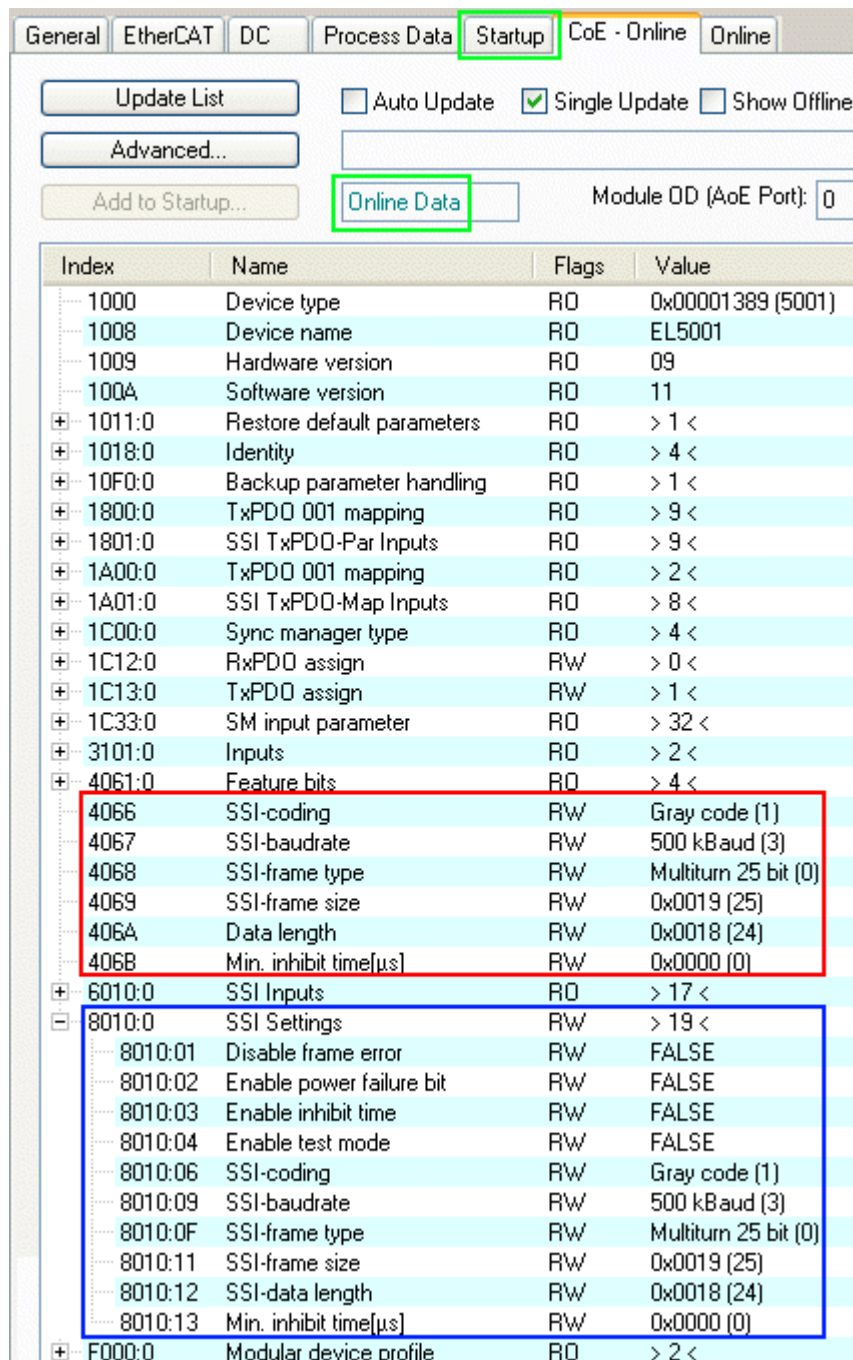 General EtherCAT DC Process Data Startup CoE - Online Online
Update List Auto Update Single Update Show Offline
Advanced...
Add to Startup... Online Data Module OD (AoE Port): 0
Index Name Flags Value
1000 Device type RO 0x00001389 (5001)
1008 Device name RO EL5001
1009 Hardware version RO 09
100A Software version RO 11
1011:0 Restore default parameters RO > 1 <
1018:0 Identity RO > 4 <
10F0:0 Backup parameter handling RO > 1 <
1800:0 TxPDO 001 mapping RO > 9 <
1801:0 SSI TxPDO-Par Inputs RO > 9 <
1A00:0 TxPDO 001 mapping RO > 2 <
1A01:0 SSI TxPDO-Map Inputs RO > 8 <
1C00:0 Sync manager type RO > 4 <
1C12:0 RxPDO assign RW > 0 <
1C13:0 TxPDO assign RW > 1 <
1C33:0 SM input parameter RO > 32 <
3101:0 Inputs RO > 2 <
4061:0 Feature bits RO > 4 <
4066 SSI-coding RW Gray code (1)
4067 SSI-baudrate RW 500 kBaud (3)
4068 SSI-frame type RW Multiturn 25 bit (0)
4069 SSI-frame size RW 0x0019 (25)
406A Data length RW 0x0018 (24)
406B Min. inhibit time[µs] RW 0x0000 (0)
6010:0 SSI Inputs RO > 17 <
8010:0 SSI Settings RW > 19 <
8010:01 Disable frame error RW FALSE
8010:02 Enable power failure bit RW FALSE
8010:03 Enable inhibit time RW FALSE
8010:04 Enable test mode RW FALSE
8010:06 SSI-coding RW Gray code (1)
8010:09 SSI-baudrate RW 500 kBaud (3)
8010:0F SSI-frame type RW Multiturn 25 bit (0)
8010:11 SSI-frame size RW 0x0019 (25)
8010:12 SSI-data length RW 0x0018 (24)
8010:13 Min. inhibit time[µs] RW 0x0000 (0)
F000:0 Modular device profile RO > 2 <